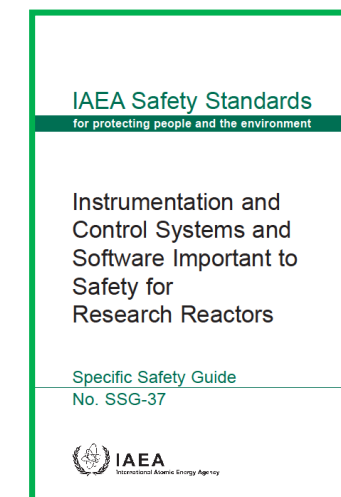 IAEA Safety Standards
for protecting people and the environment
Instrumentation and
Control Systems and
Software Important to
Safety for
Research Reactors
Specific Safety Guide
No. SSG-37
IAEA
International Atomic Energy Agency